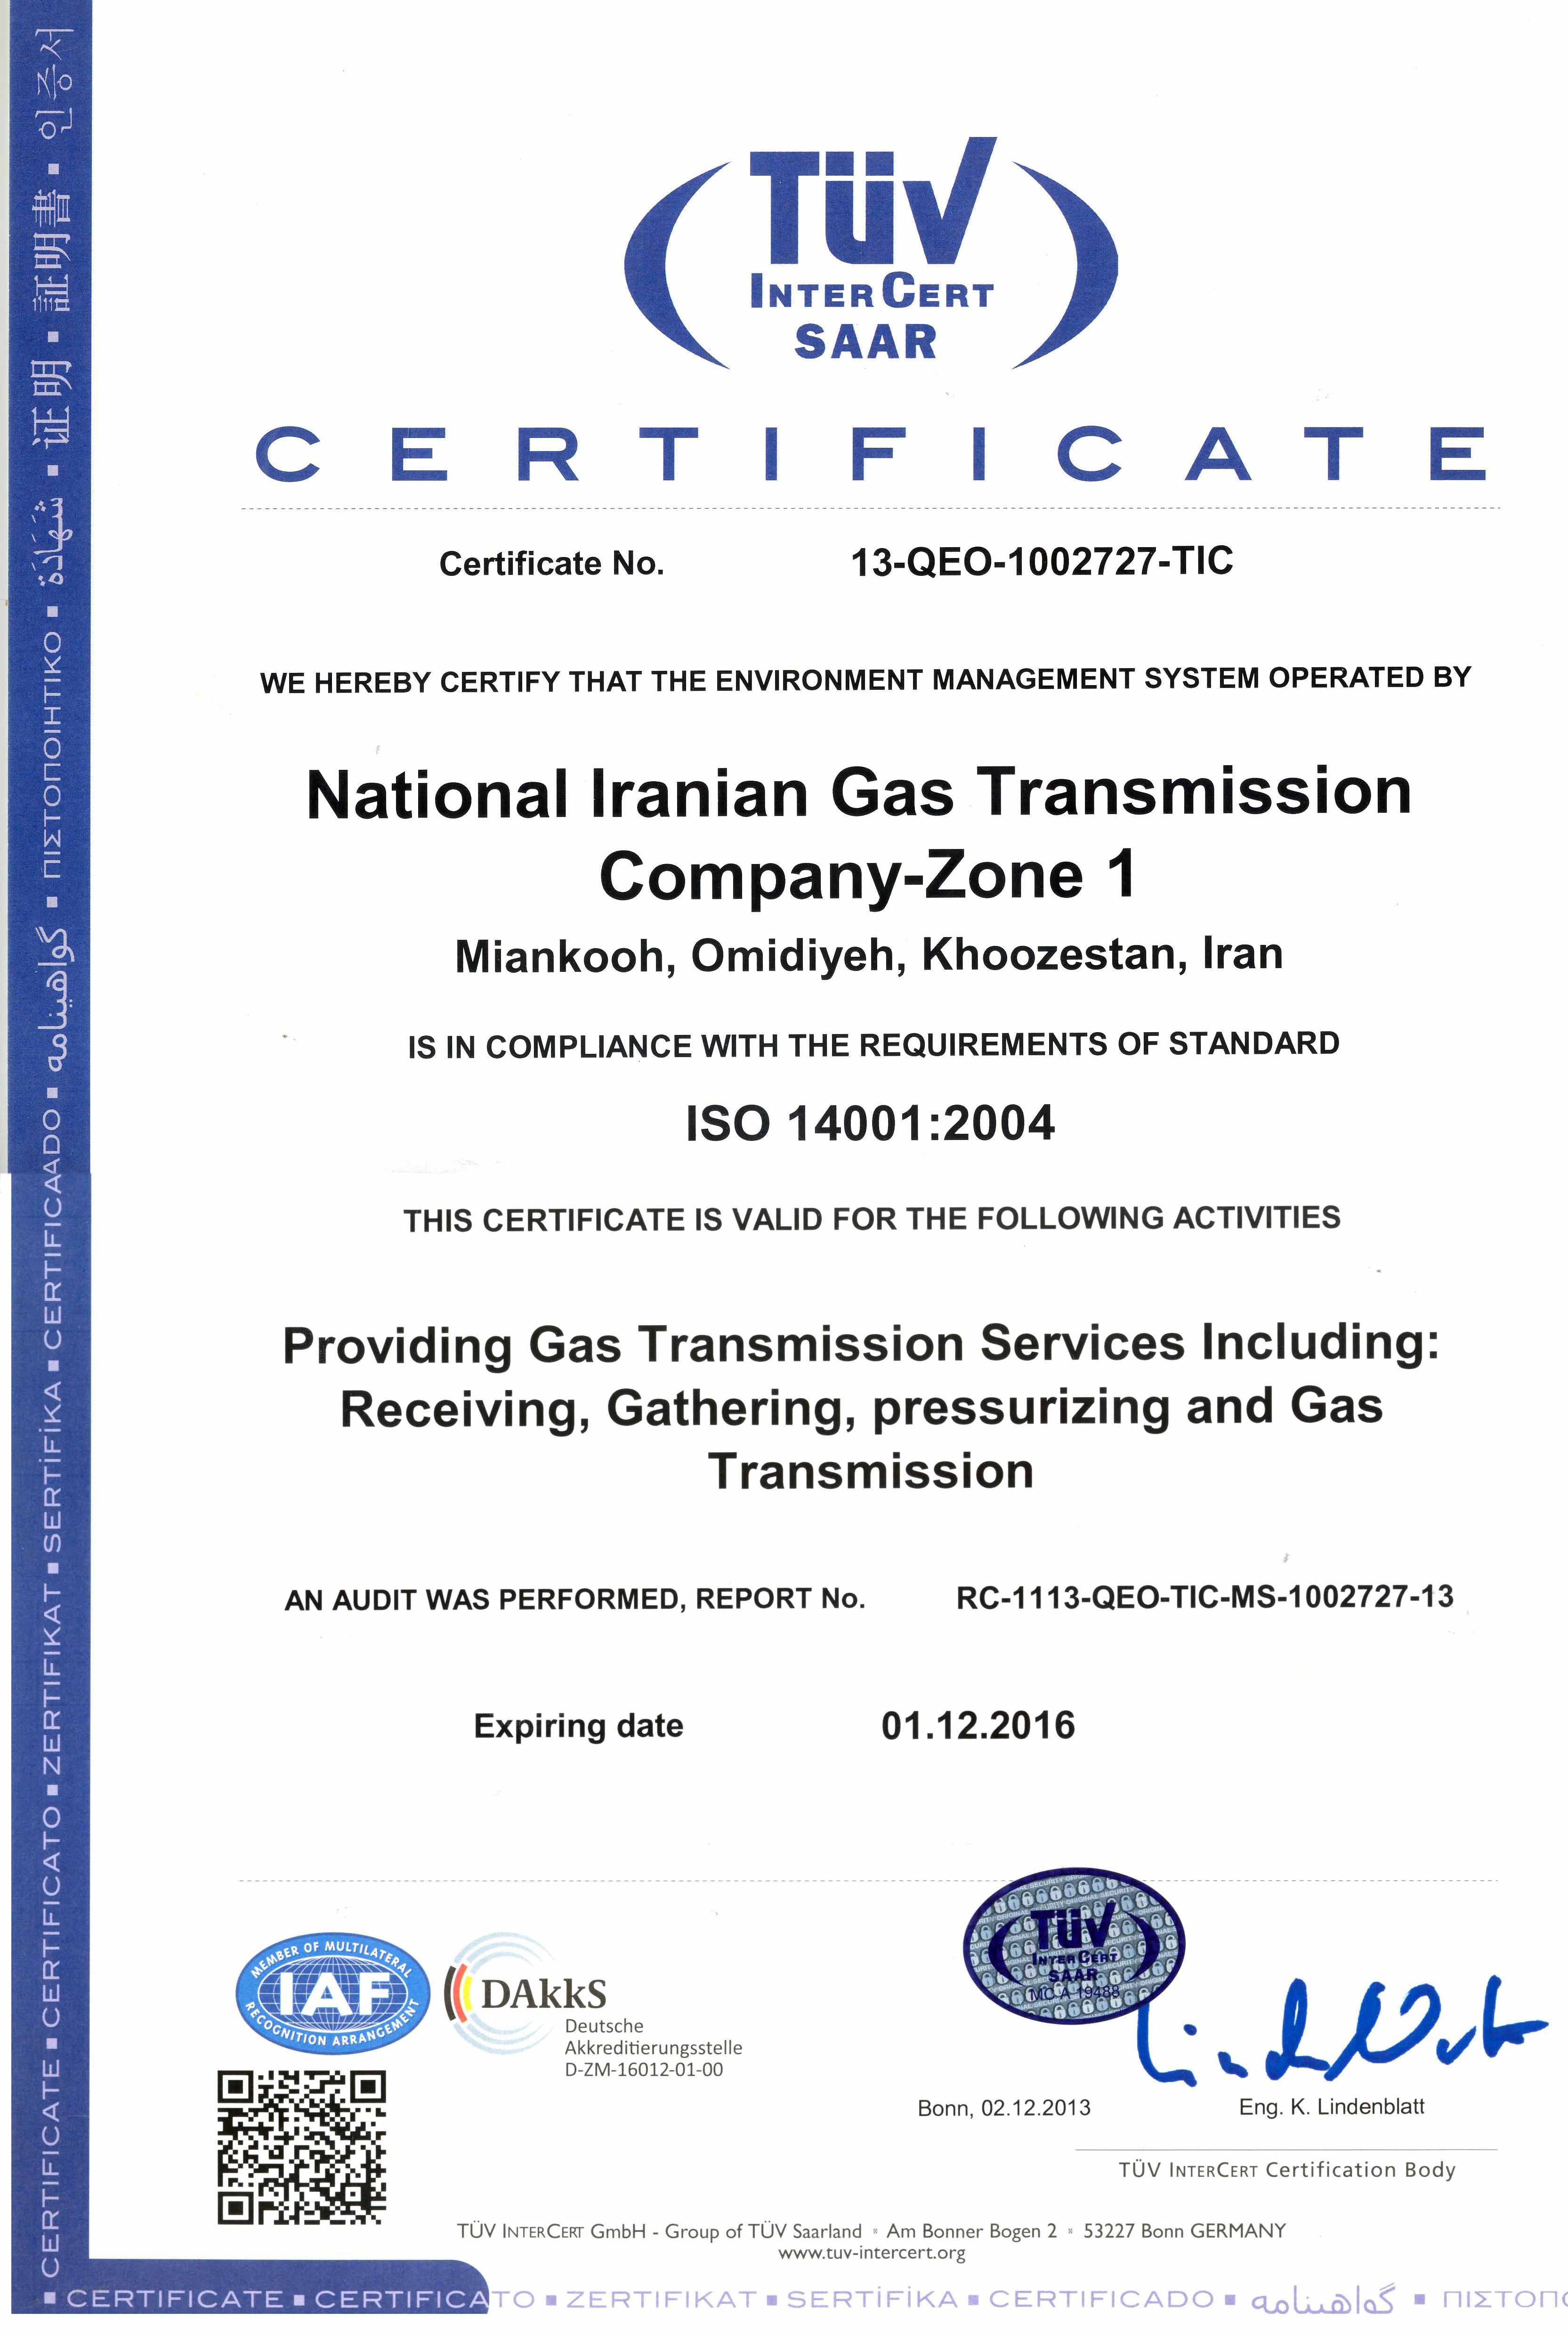 인증서 ▪ 証明書 ▪ 证明 ▪ شَهَادَة ▪ ΠΙΣΤΟΠΟΙΗΤΙΚΟ ▪ گواهینامه ▪ CERTIFICAADO ▪ SERTİFİKA ▪ ZERTIFIKAT ▪ CERTIFICATO ▪ CERTIFICATE ▪
TÜV
INTERCERT
SAAR
CERTIFICATE
Certificate No. 13-QEO-1002727-TIC
WE HEREBY CERTIFY THAT THE ENVIRONMENT MANAGEMENT SYSTEM OPERATED BY
National Iranian Gas Transmission
Company-Zone 1
Miankooh, Omidiyeh, Khoozestan, Iran
IS IN COMPLIANCE WITH THE REQUIREMENTS OF STANDARD
ISO 14001:2004
THIS CERTIFICATE IS VALID FOR THE FOLLOWING ACTIVITIES
Providing Gas Transmission Services Including:
Receiving, Gathering, pressurizing and Gas
Transmission
AN AUDIT WAS PERFORMED, REPORT No. RC-1113-QEO-TIC-MS-1002727-13
Expiring date 01.12.2016
MEMBER OF MULTILATERAL
IAF
RECOGNITION ARRANGEMENT
DAkkS
Deutsche
Akkreditierungsstelle
D-ZM-16012-01-00
TÜV
INTERCERT
SAAR
MC-A 19488
Bonn, 02.12.2013
Eng. K. Lindenblatt
TÜV INTERCERT Certification Body
TÜV INTERCERT GmbH - Group of TÜV Saarland ▫ Am Bonner Bogen 2 ▫ 53227 Bonn GERMANY
www.tuv-intercert.org
▪ CERTIFICATE ▪ CERTIFICATO ▪ ZERTIFIKAT ▪ SERTİFİKA ▪ CERTIFICADO ▪ گواهینامه ▪ ΠΙΣΤΟΠΟ